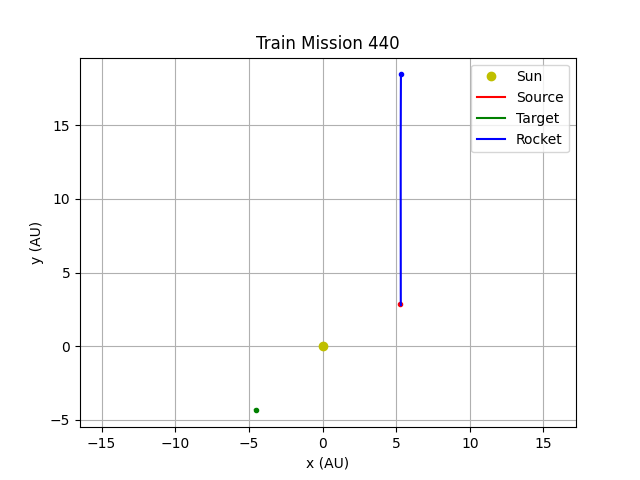 Train Mission 440
Sun
Source
Target
Rocket
y (AU)
15
10
5
0
−5
−15
−10
−5
0
5
10
15
x (AU)